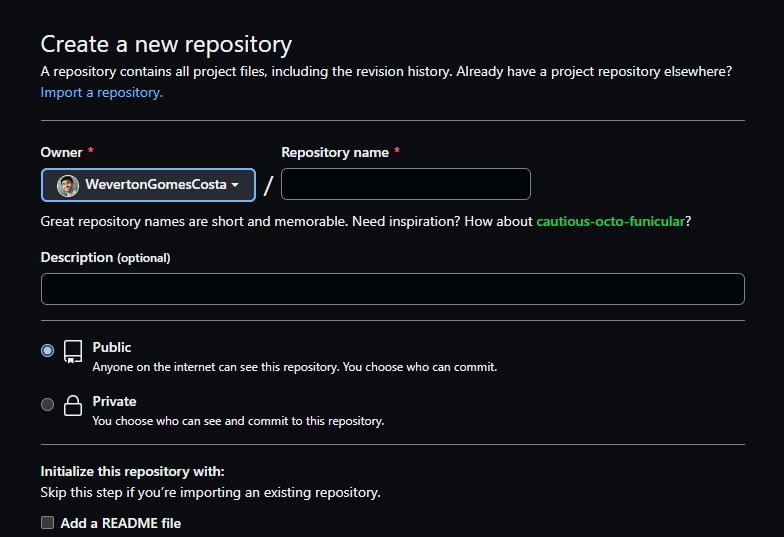 Create a new repository
A repository contains all project files, including the revision history. Already have a project repository elsewhere?
Import a repository.
Owner * Repository name *
WevertonGomesCosta /
Great repository names are short and memorable. Need inspiration? How about cautious-octo-funicular?
Description (optional)
Public
Anyone on the internet can see this repository. You choose who can commit.
Private
You choose who can see and commit to this repository.
Initialize this repository with:
Skip this step if you’re importing an existing repository.
Add a README file